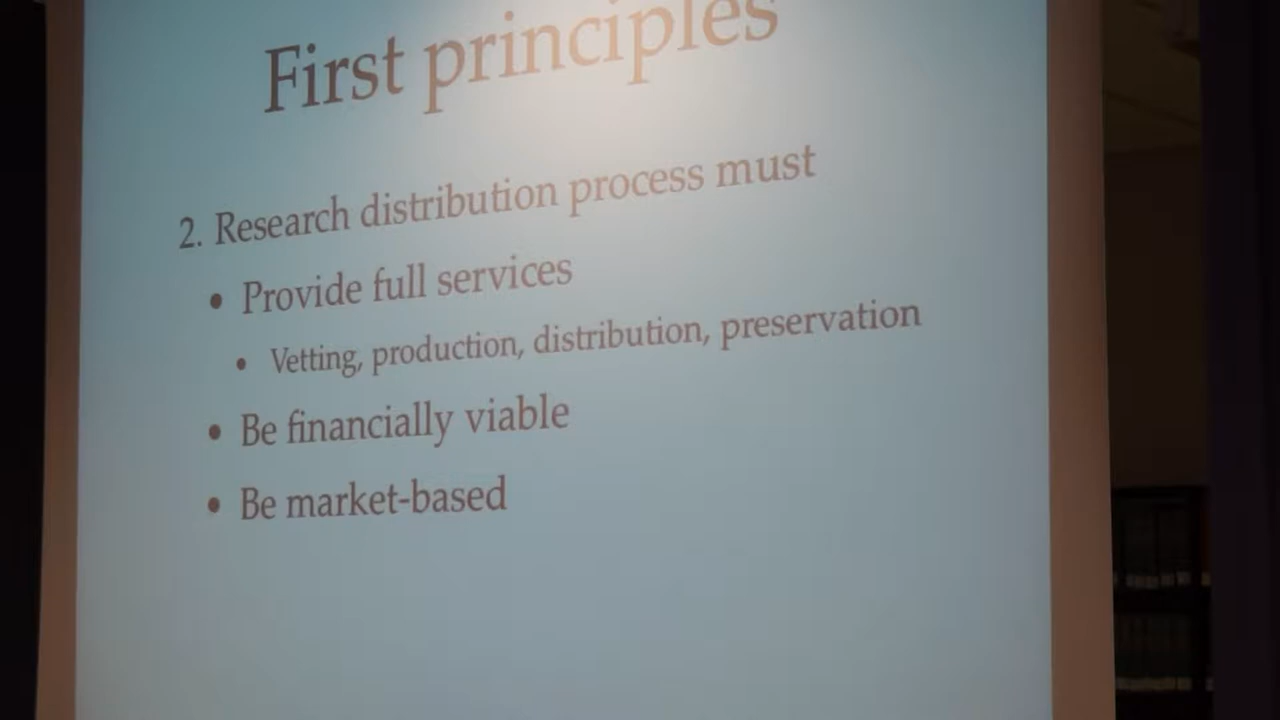 First principles
2. Research distribution process must
• Provide full services
• Vetting, production, distribution, preservation
• Be financially viable
• Be market-based